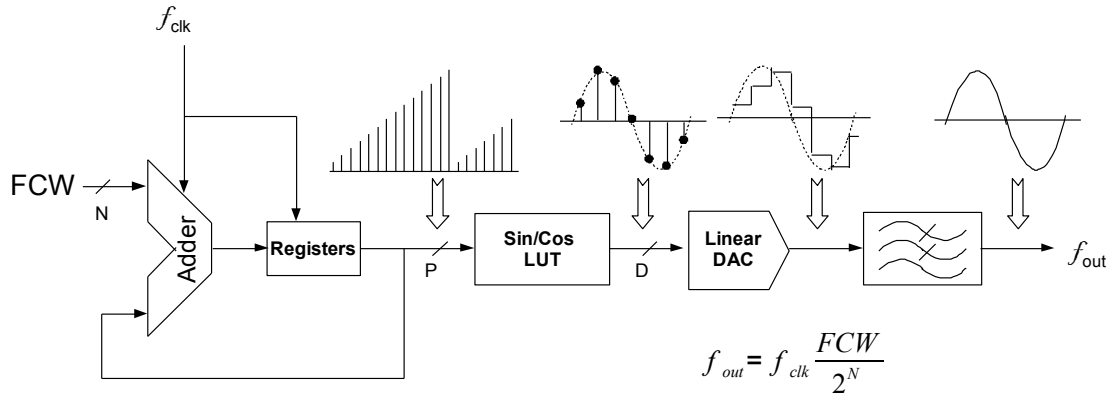 f_clk
FCW
N
Adder
Registers
P
Sin/Cos
LUT
D
Linear
DAC
f_out
f_out = f_clk FCW / 2^N